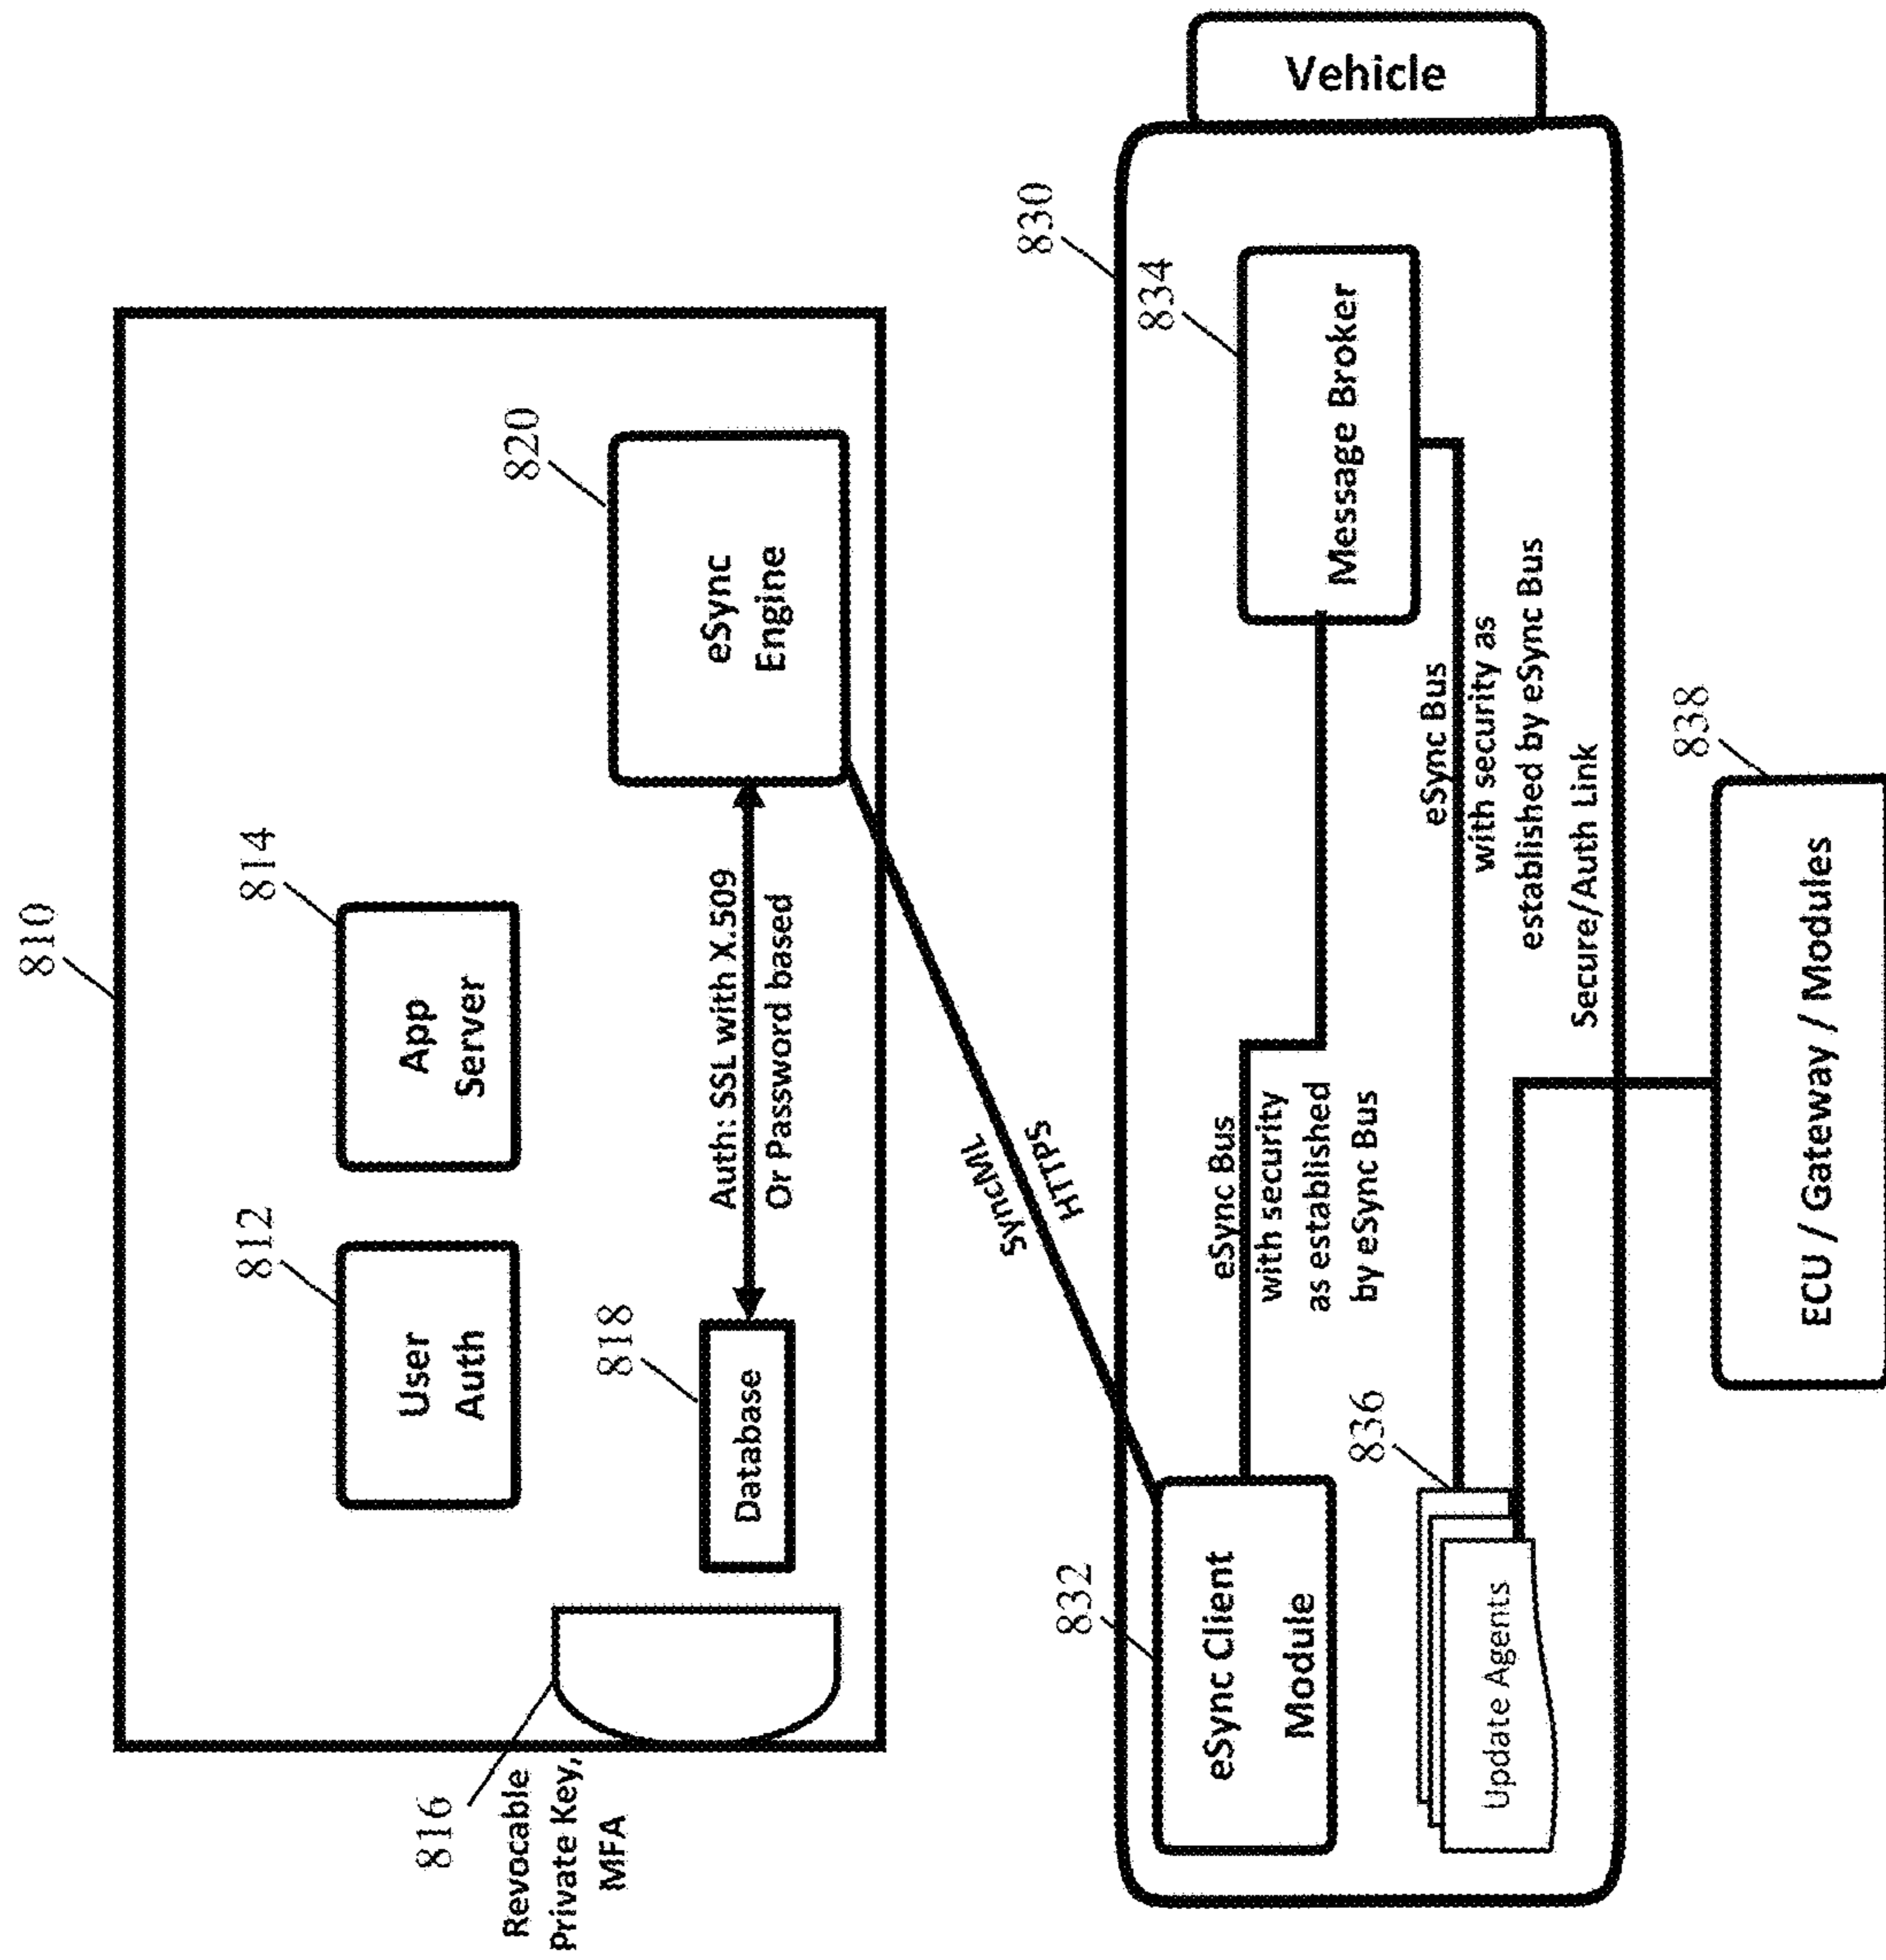 810
812
User
Auth
814
App
Server
816
Revocable
Private Key,
MFA
818
Database
Auth: SSL with X.509
Or Password based
820
eSync
Engine
SyncML
HTTPS
830
Vehicle
832
eSync Client
Module
eSync Bus
with security
as established
by eSync Bus
834
Message Broker
836
Update Agents
eSync Bus
with security as
established by eSync Bus
Secure/Auth Link
838
ECU / Gateway / Modules